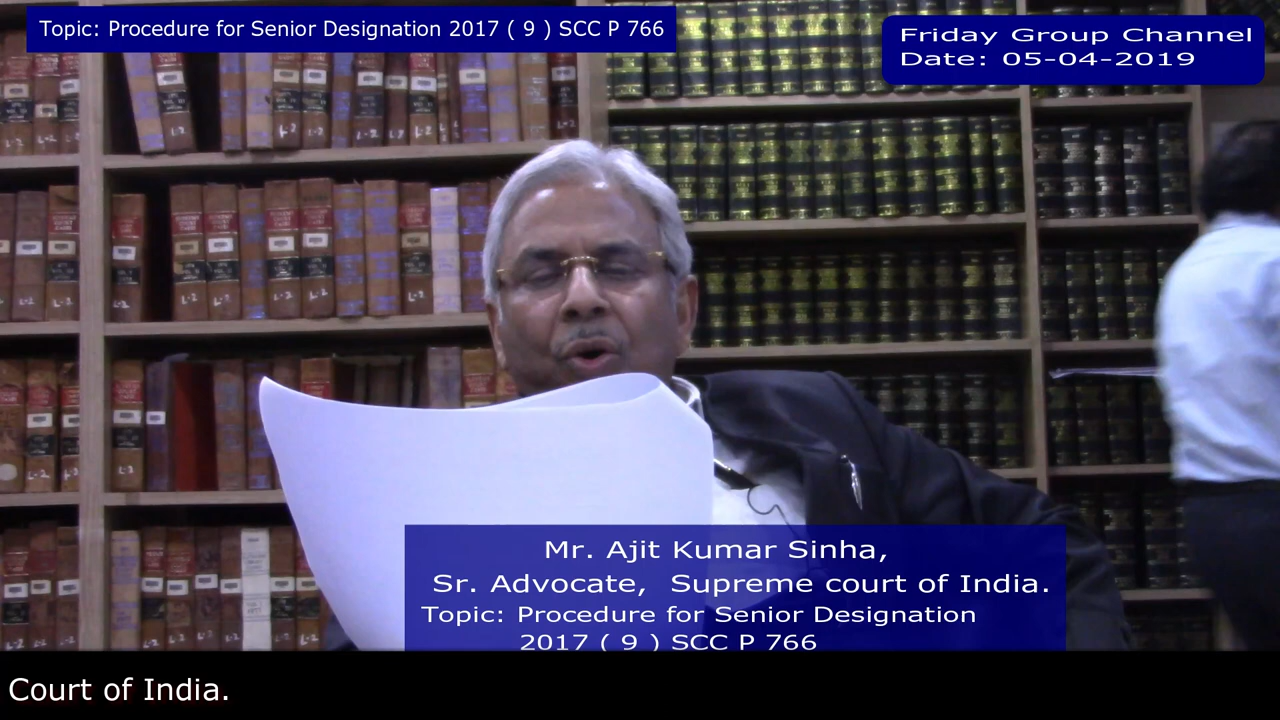 Topic: Procedure for Senior Designation 2017 ( 9 ) SCC P 766
Friday Group Channel
Date: 05-04-2019
Mr. Ajit Kumar Sinha,
Sr. Advocate, Supreme court of India.
Topic: Procedure for Senior Designation
2017 ( 9 ) SCC P 766
Court of India.